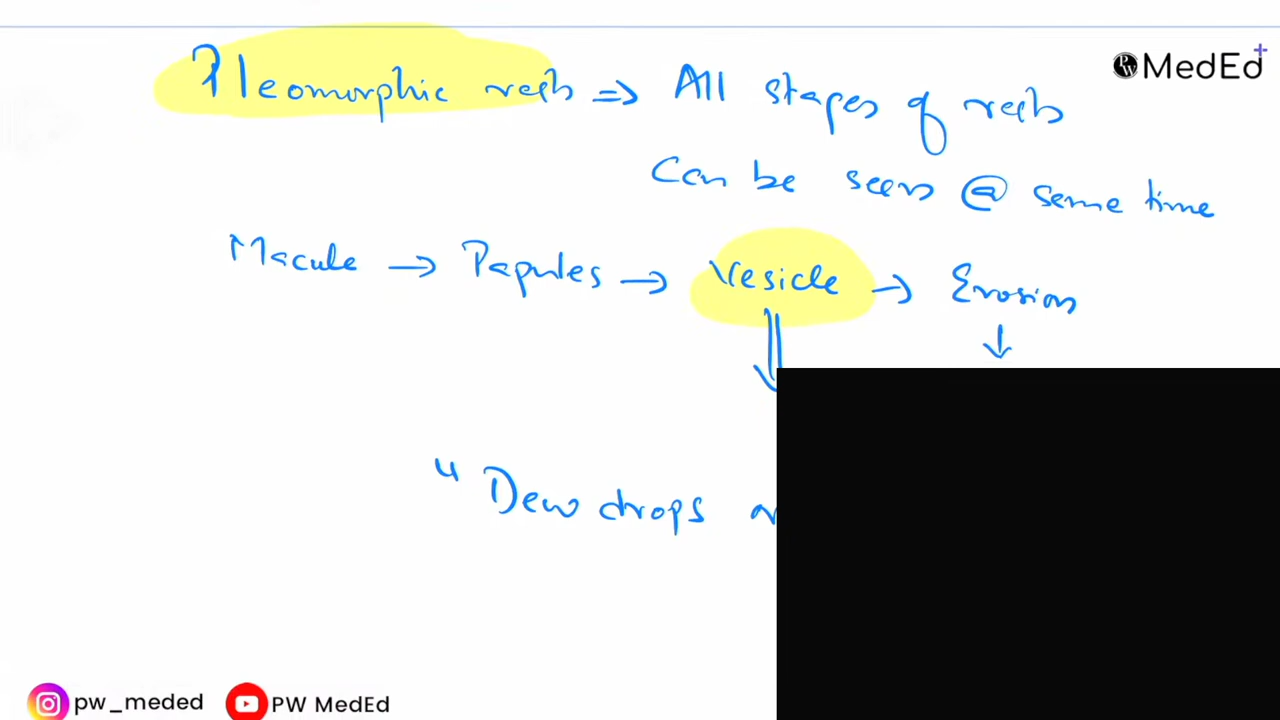 MedEd
Pleomorphic rash => All stages of rash
Can be seen @ same time
Macule → Papules → Vesicle → Erosion
" Dew drops
pw_meded PW MedEd